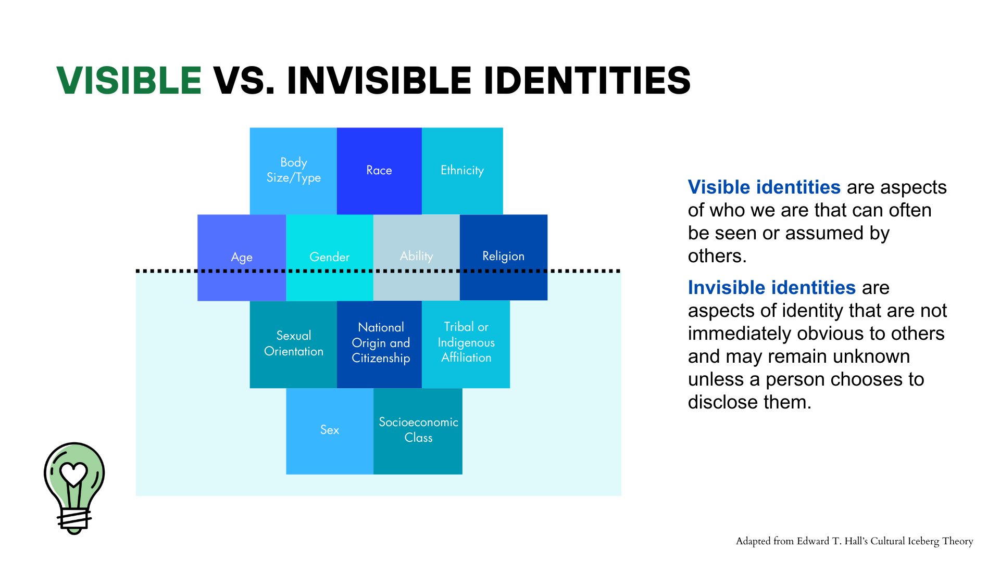 VISIBLE VS. INVISIBLE IDENTITIES
Body
Size/Type
Race
Ethnicity
Age
Gender
Ability
Religion
Sexual
Orientation
National
Origin and
Citizenship
Tribal or
Indigenous
Affiliation
Sex
Socioeconomic
Class
Visible identities are aspects
of who we are that can often
be seen or assumed by
others.
Invisible identities are
aspects of identity that are not
immediately obvious to others
and may remain unknown
unless a person chooses to
disclose them.
Adapted from Edward T. Hall’s Cultural Iceberg Theory